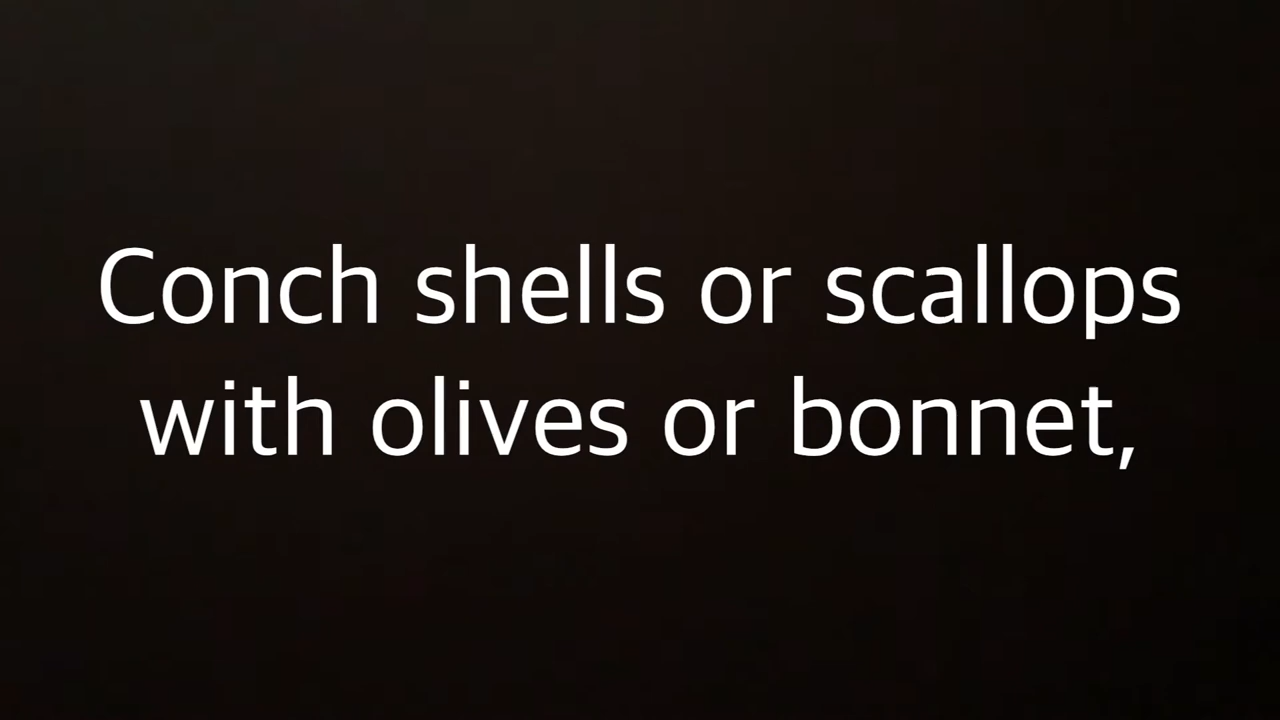 Conch shells or scallops
with olives or bonnet,